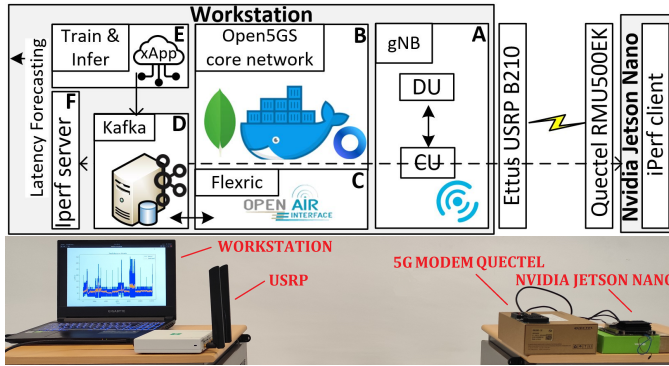 Workstation
Train &
Infer
E
xApp
Latency Forecasting
F
Iperf server
Kafka
D
Open5GS
core network
B
Flexric
C
OPEN AIR
INTERFACE
gNB
A
DU
CU
Ettus USRP B210
Quectel RMU500EK
Nvidia Jetson Nano
iPerf client
WORKSTATION
USRP
5G MODEM QUECTEL
NVIDIA JETSON NANO